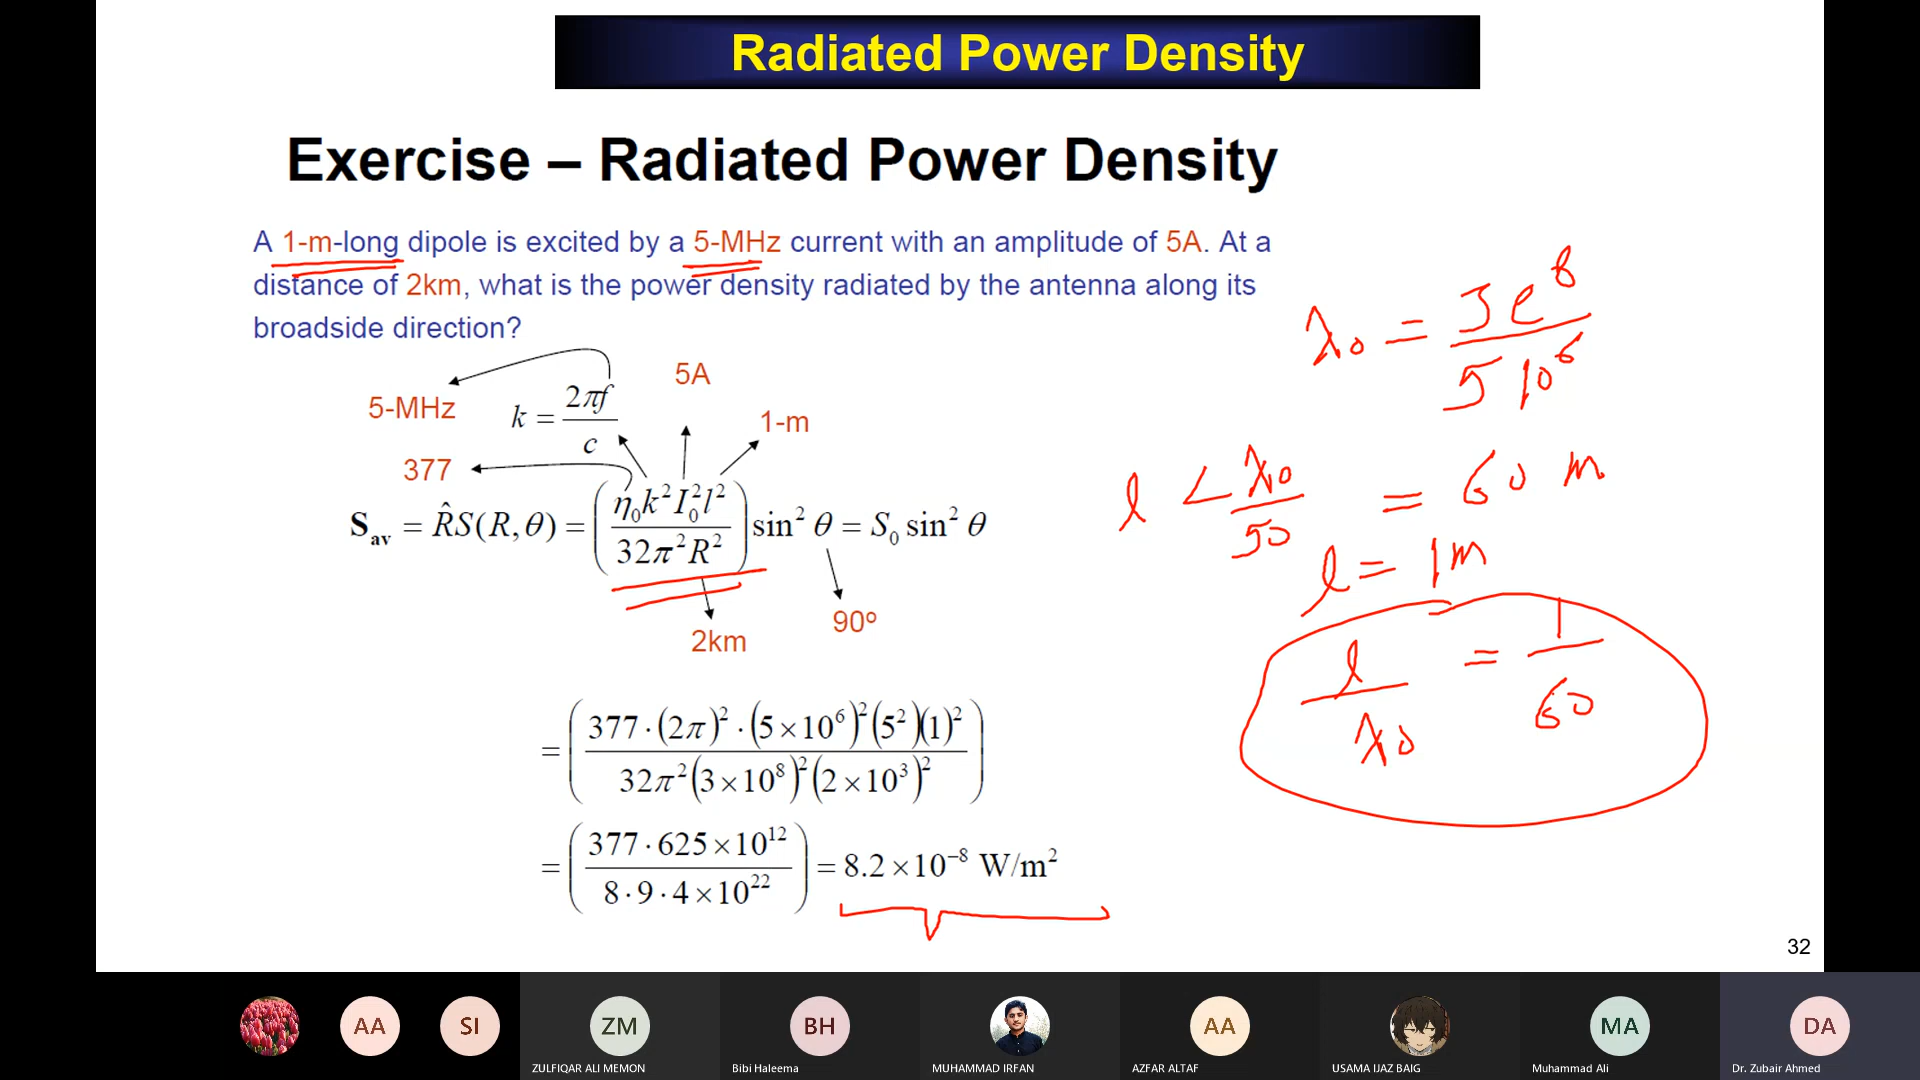 Radiated Power Density
Exercise – Radiated Power Density
A 1-m-long dipole is excited by a 5-MHz current with an amplitude of 5A. At a
distance of 2km, what is the power density radiated by the antenna along its
broadside direction?
λ₀ = 3e⁸ / 5 10⁶
= 60 m
l < λ₀ / 50
l = 1m
l / λ₀ = 1 / 60
5A
5-MHz
k = 2πf / c
1-m
377
S_av = R̂S(R,θ) = (η₀k²I₀²l² / 32π²R²) sin² θ = S₀ sin² θ
90º
2km
= (377·(2π)²·(5×10⁶)²(5²)(1)² / 32π²(3×10⁸)²(2×10³)²)
= (377·625×10¹² / 8·9·4×10²²) = 8.2×10⁻⁸ W/m²
32
AA
SI
ZM
BH
AA
MA
DA
ZULFIQAR ALI MEMON
Bibi Haleema
MUHAMMAD IRFAN
AZFAR ALTAF
USAMA IJAZ BAIG
Muhammad Ali
Dr. Zubair Ahmed